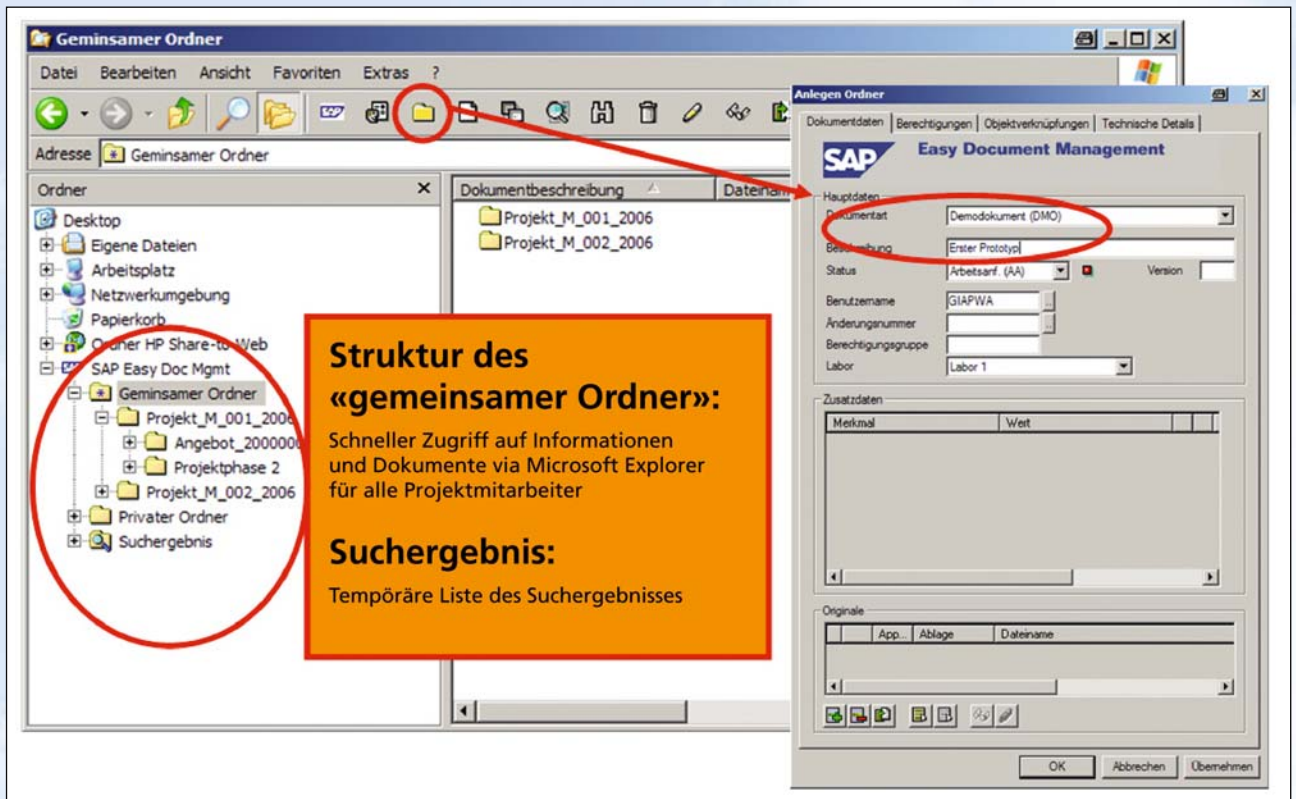 Geminsamer Ordner
Datei Bearbeiten Ansicht Favoriten Extras ?
SAP
Adresse Geminsamer Ordner
Ordner
Desktop
Eigene Dateien
Arbeitsplatz
Netzwerkumgebung
Papierkorb
Ordner HP Share-to-Web
SAP Easy Doc Mgmt
Geminsamer Ordner
Projekt_M_001_2006
Angebot_2000000
Projektphase 2
Projekt_M_002_2006
Privater Ordner
Suchergebnis
Dokumentbeschreibung Dateinam
Projekt_M_001_2006
Projekt_M_002_2006
Struktur des
«gemeinsamer Ordner»:
Schneller Zugriff auf Informationen
und Dokumente via Microsoft Explorer
für alle Projektmitarbeiter
Suchergebnis:
Tempöräre Liste des Suchergebnisses
Anlegen Ordner
Dokumentdaten Berechtigungen Objektverknüpfungen Technische Details
SAP Easy Document Management
Hauptdaten
Dokumentart Demodokument (DMO)
Beschreibung Erster Prototyp
Status Arbeitsanf. (AA) Version
Benutzername GIAPWA ...
Änderungsnummer ...
Berechtigungsgruppe
Labor Labor 1
Zusatzdaten
Merkmal Wert
Originale
App... Ablage Dateiname
OK Abbrechen Übernehmen